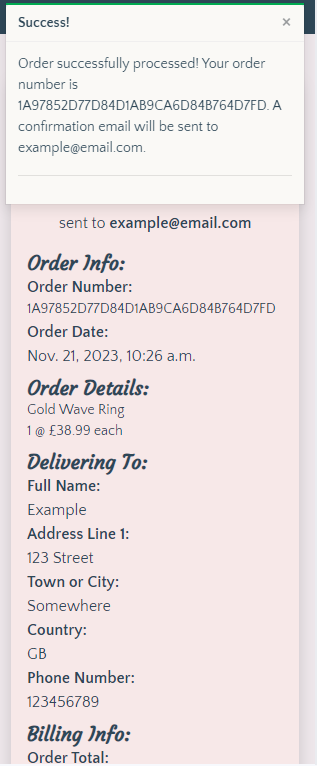 Success!
×
Order successfully processed! Your order
number is
1A97852D77D84D1AB9CA6D84B764D7FD. A
confirmation email will be sent to
example@email.com.
sent to example@email.com
Order Info:
Order Number:
1A97852D77D84D1AB9CA6D84B764D7FD
Order Date:
Nov. 21, 2023, 10:26 a.m.
Order Details:
Gold Wave Ring
1 @ £38.99 each
Delivering To:
Full Name:
Example
Address Line 1:
123 Street
Town or City:
Somewhere
Country:
GB
Phone Number:
123456789
Billing Info:
Order Total: